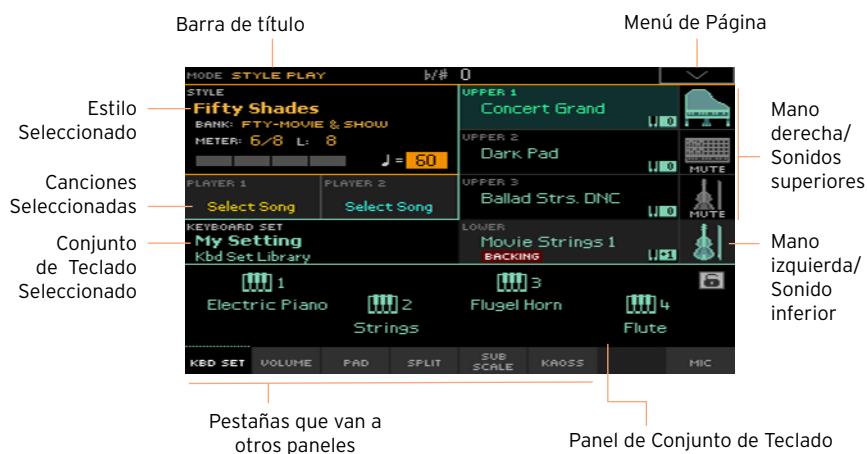 Barra de título
Menú de Página
MODE STYLE PLAY
b/# 0
STYLE
Fifty Shades
BANK: FTY-MOVIE & SHOW
METER: 6/8 L: 8
♩ = 60
UPPER 1
Concert Grand
0
UPPER 2
Dark Pad
0
MUTE
UPPER 3
Ballad Strs. DNC
0
MUTE
PLAYER 1
Select Song
PLAYER 2
Select Song
KEYBOARD SET
My Setting
Kbd Set Library
LOWER
Movie Strings 1
BACKING
+1
1
Electric Piano
2
Strings
3
Flugel Horn
4
Flute
KBD SET VOLUME PAD SPLIT SUB SCALE KAOSS MIC
Estilo
Seleccionado
Canciones
Seleccionadas
Conjunto
de Teclado
Seleccionado
Mano
derecha/
Sonidos
superiores
Mano
izquierda/
Sonido
inferior
Pestañas que van a
otros paneles
Panel de Conjunto de Teclado